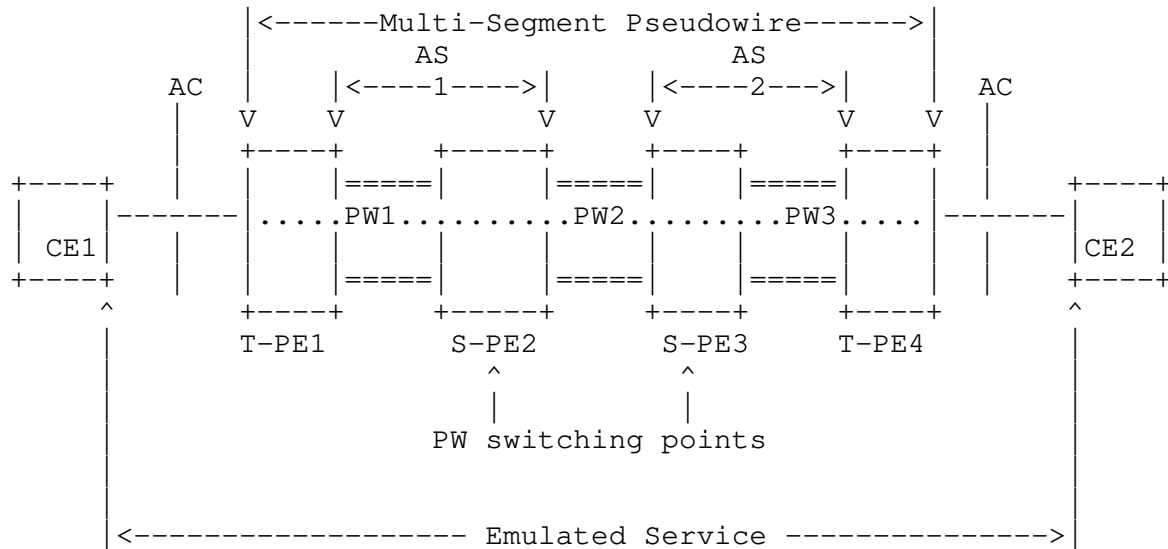 |<------Multi-Segment Pseudowire------>|
AS AS
AC |<----1---->| |<----2--->| AC
V V V V V V
|=====| |=====| |=====|
-------|.....PW1..........PW2.........PW3.....|-------
CE1 CE2
|=====| |=====| |=====|
^ ^
T-PE1 S-PE2 S-PE3 T-PE4
^ ^
PW switching points
|<------------------- Emulated Service --------------->|